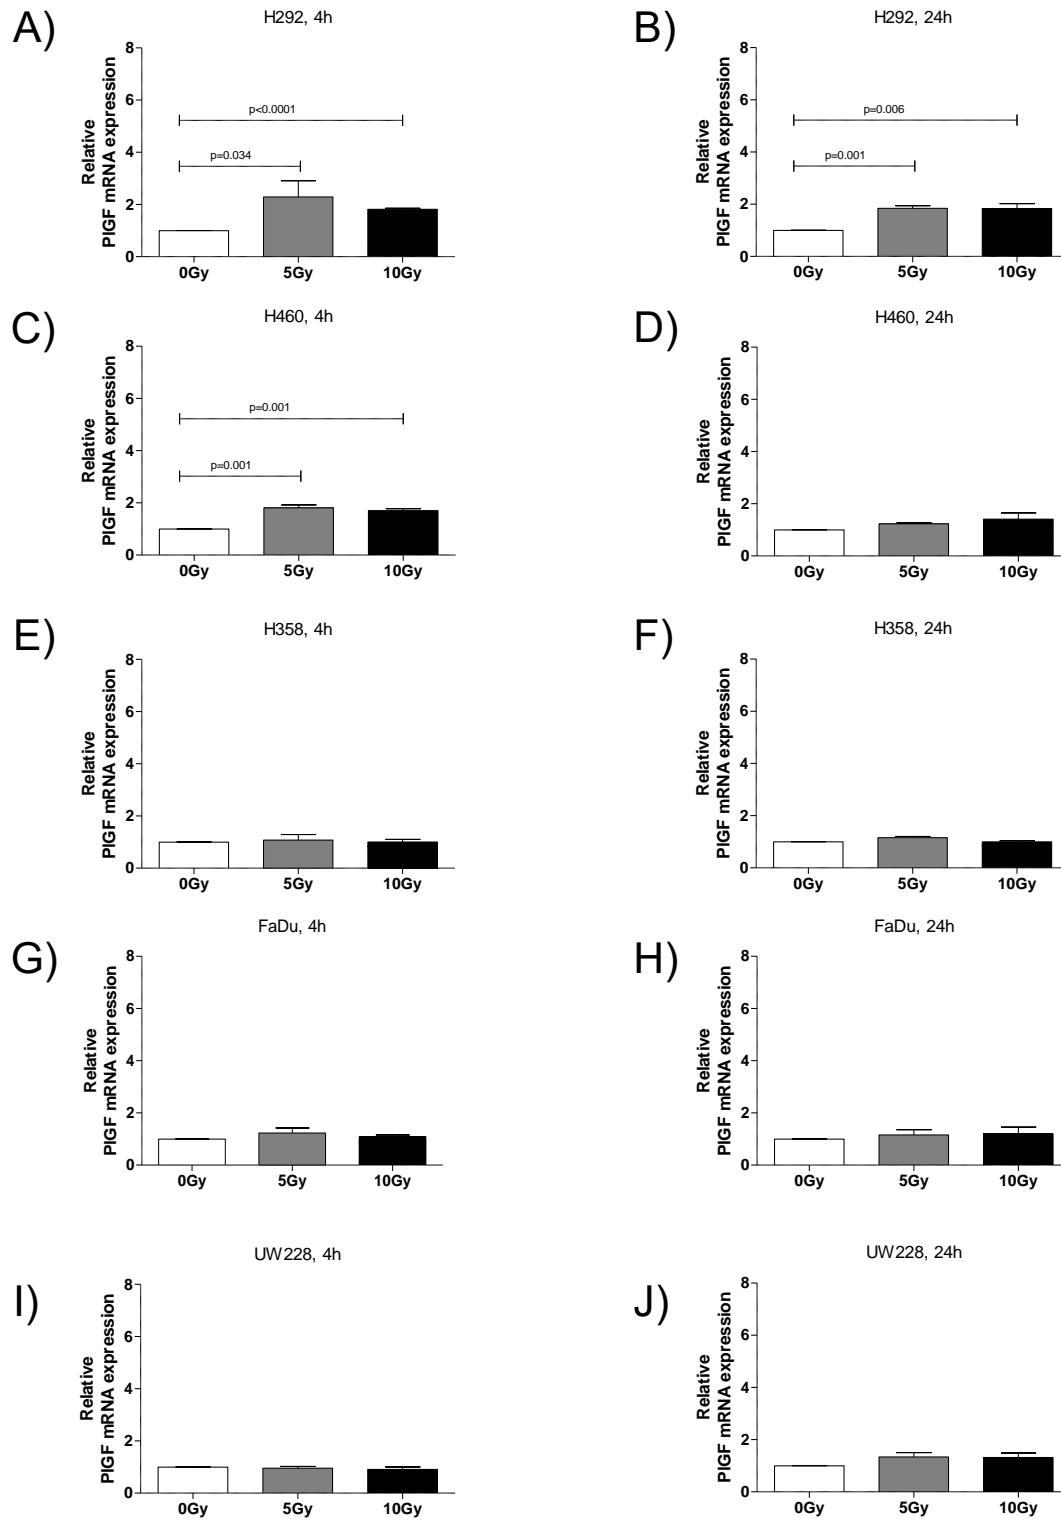 A)
H292, 4h
Relative
PlGF mRNA expression
8
6
4
2
0
p<0.0001
p=0.034
0Gy 5Gy 10Gy
B)
H292, 24h
Relative
PlGF mRNA expression
8
6
4
2
0
p=0.006
p=0.001
0Gy 5Gy 10Gy
C)
H460, 4h
Relative
PlGF mRNA expression
8
6
4
2
0
p=0.001
p=0.001
0Gy 5Gy 10Gy
D)
H460, 24h
Relative
PlGF mRNA expression
8
6
4
2
0
0Gy 5Gy 10Gy
E)
H358, 4h
Relative
PlGF mRNA expression
8
6
4
2
0
0Gy 5Gy 10Gy
F)
H358, 24h
Relative
PlGF mRNA expression
8
6
4
2
0
0Gy 5Gy 10Gy
G)
FaDu, 4h
Relative
PlGF mRNA expression
8
6
4
2
0
0Gy 5Gy 10Gy
H)
FaDu, 24h
Relative
PlGF mRNA expression
8
6
4
2
0
0Gy 5Gy 10Gy
I)
UW228, 4h
Relative
PlGF mRNA expression
8
6
4
2
0
0Gy 5Gy 10Gy
J)
UW228, 24h
Relative
PlGF mRNA expression
8
6
4
2
0
0Gy 5Gy 10Gy